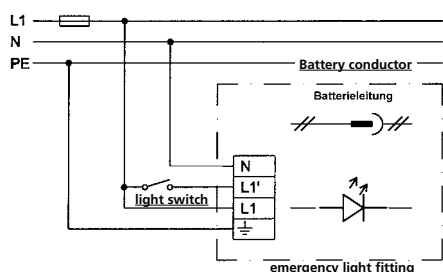 L1
N
PE
Battery conductor
Batterieleitung
N
L1'
light switch
L1
emergency light fitting